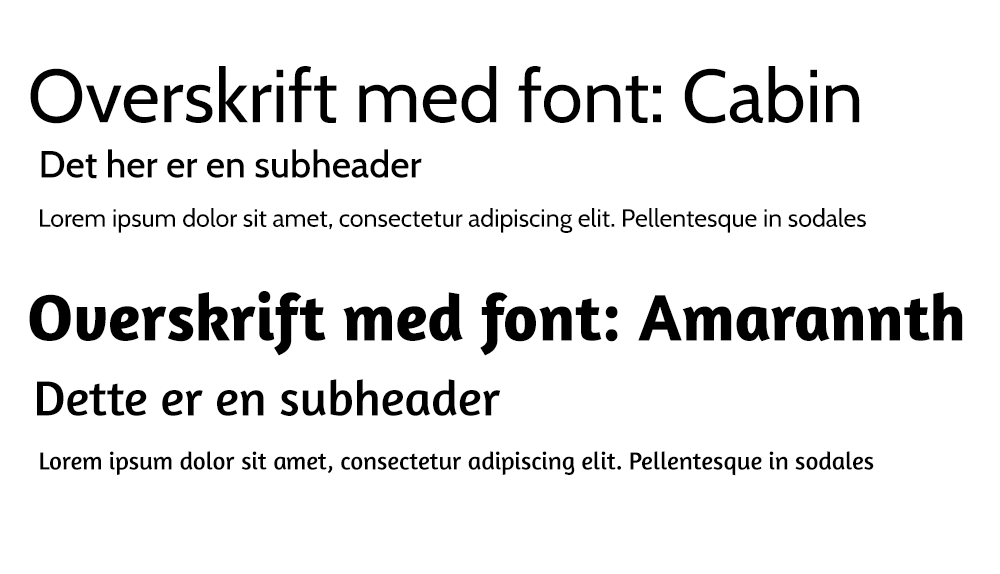 Overskrift med font: Cabin
Det her er en subheader
Lorem ipsum dolor sit amet, consectetur adipiscing elit. Pellentesque in sodales
Overskrift med font: Amarannth
Dette er en subheader
Lorem ipsum dolor sit amet, consectetur adipiscing elit. Pellentesque in sodales